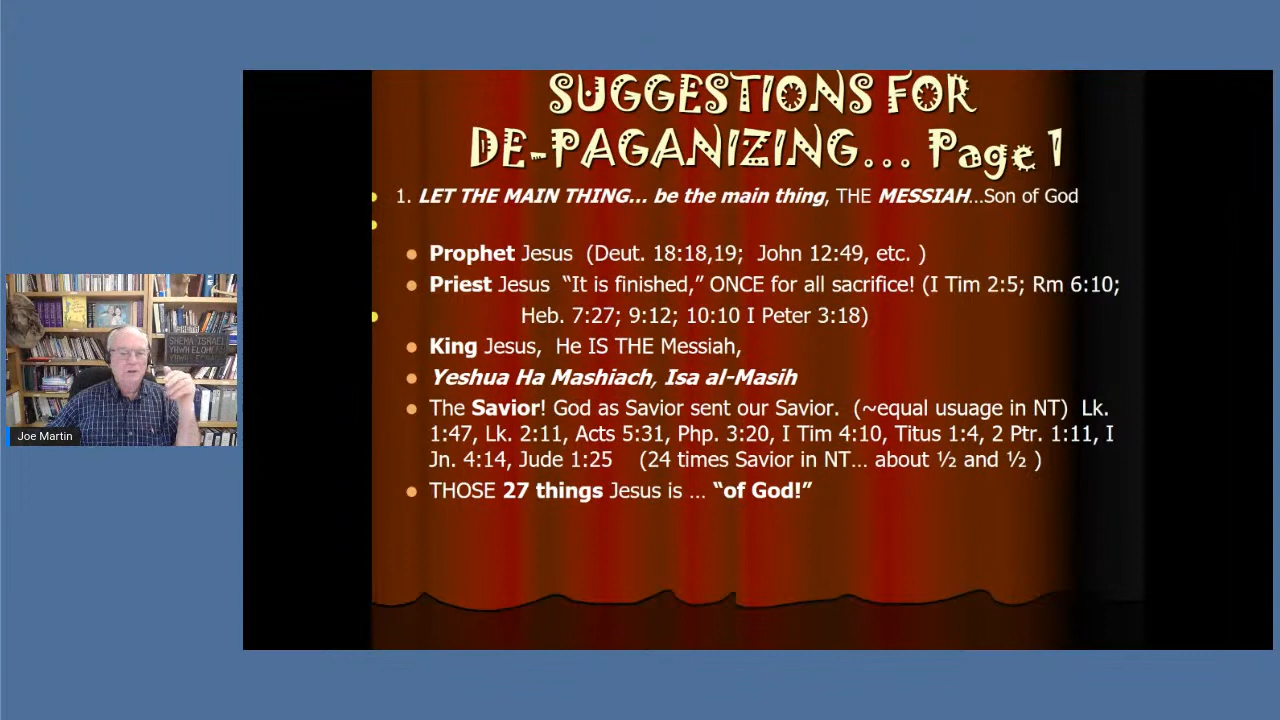 SUGGESTIONS FOR
DE-PAGANIZING... Page 1
1. LET THE MAIN THING... be the main thing, THE MESSIAH...Son of God
Prophet Jesus (Deut. 18:18,19; John 12:49, etc. )
Priest Jesus “It is finished,” ONCE for all sacrifice! (I Tim 2:5; Rm 6:10;
Heb. 7:27; 9:12; 10:10 I Peter 3:18)
King Jesus, He IS THE Messiah,
Yeshua Ha Mashiach, Isa al-Masih
The Savior! God as Savior sent our Savior. (~equal usuage in NT) Lk.
1:47, Lk. 2:11, Acts 5:31, Php. 3:20, I Tim 4:10, Titus 1:4, 2 Ptr. 1:11, I
Jn. 4:14, Jude 1:25 (24 times Savior in NT... about ½ and ½ )
THOSE 27 things Jesus is ... “of God!”
SHEMA ISRAEL
Joe Martin